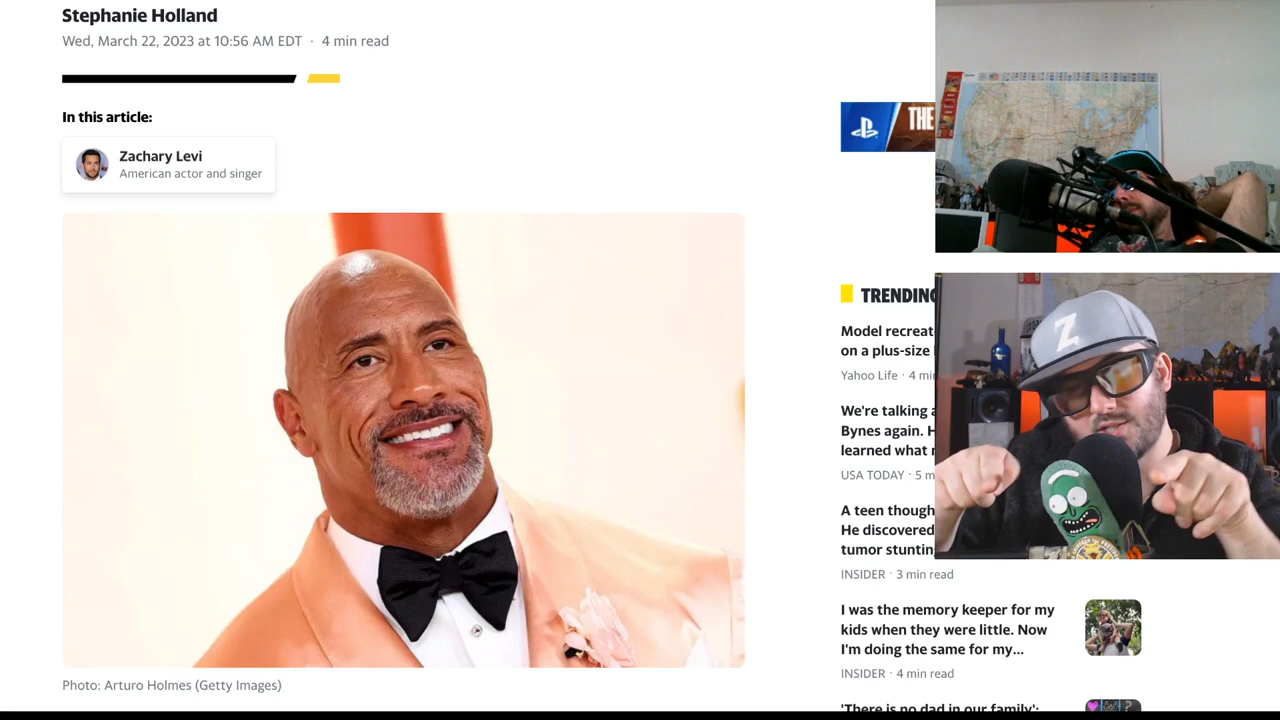 Stephanie Holland
Wed, March 22, 2023 at 10:56 AM EDT · 4 min read
In this article:
Zachary Levi
American actor and singer
Photo: Arturo Holmes (Getty Images)
THE
TRENDING
Model recreat
on a plus-size
Yahoo Life · 4 mi
We're talking a
Bynes again. H
learned what
USA TODAY · 5 m
A teen though
He discovered
tumor stuntin
INSIDER · 3 min read
I was the memory keeper for my
kids when they were little. Now
I'm doing the same for my...
INSIDER · 4 min read
'There is no dad in our family':
Z